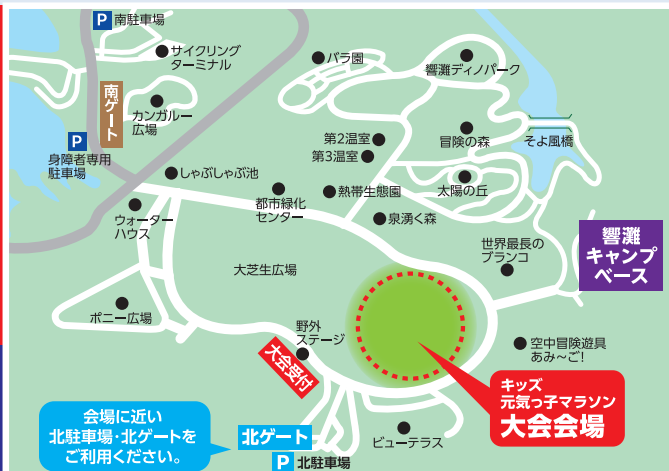 P 南駐車場
サイクリング
ターミナル
バラ園
響灘ディノパーク
南ゲート
カンガルー
広場
P
身障者専用
駐車場
第2温室
第3温室
冒険の森
そよ風橋
しゃぶしゃぶ池
都市緑化
センター
熱帯生態園
太陽の丘
ウォーター
ハウス
泉湧く森
世界最長の
ブランコ
響灘
キャンプ
ベース
大芝生広場
ポニー広場
野外
ステージ
大会受付
空中冒険遊具
あみ～ご!
キッズ
元気っ子マラソン
大会会場
会場に近い
北駐車場・北ゲートを
ご利用ください。
北ゲート
P 北駐車場
ビューテラス